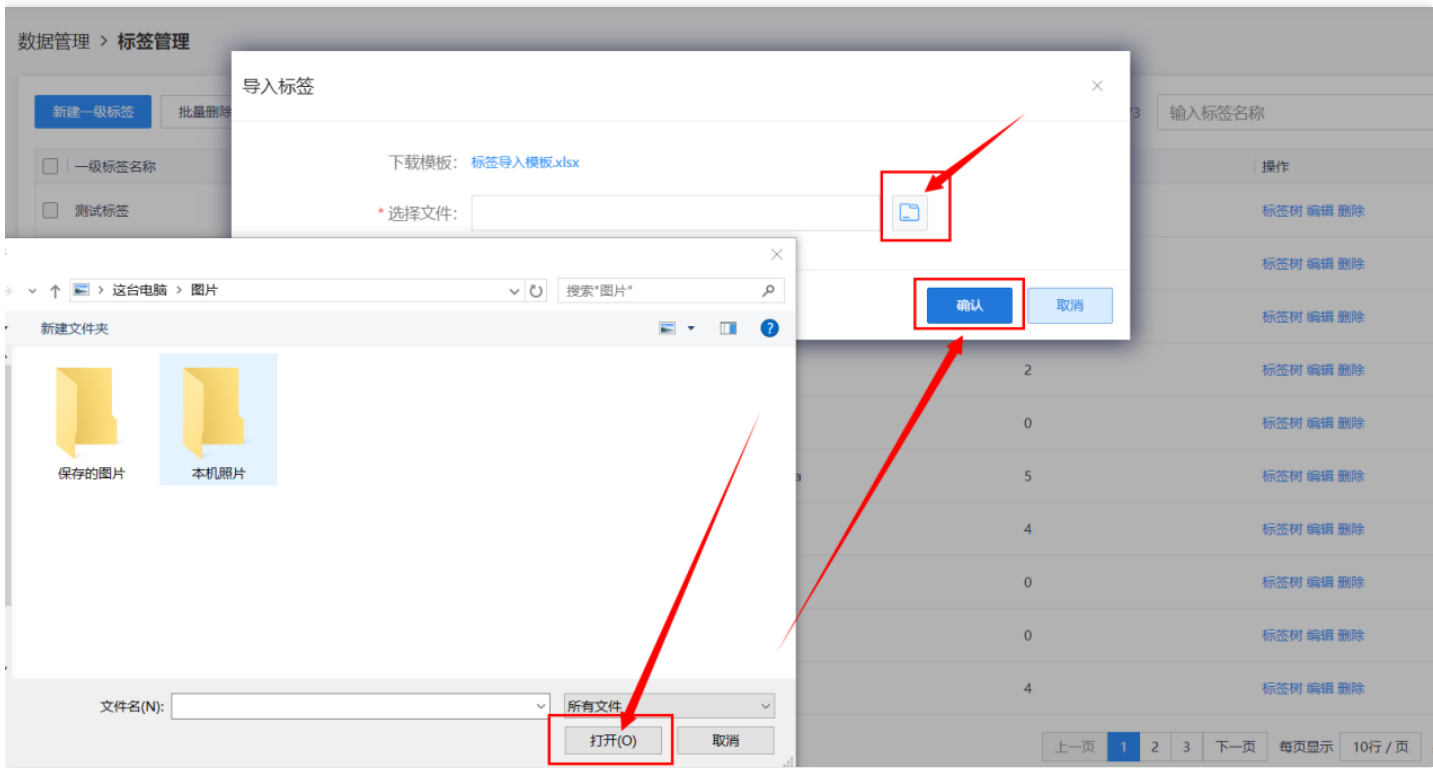 数据管理 > 标签管理
导入标签
新建一级标签 批量删除 输入标签名称
下载模板: 标签导入模板.xlsx
一级标签名称 操作
*选择文件:
测试标签 标签树 编辑 删除
标签树 编辑 删除
这台电脑 > 图片 搜索"图片"
确认 取消
标签树 编辑 删除
新建文件夹
2 标签树 编辑 删除
0 标签树 编辑 删除
保存的图片 本机照片
a 5 标签树 编辑 删除
4 标签树 编辑 删除
0 标签树 编辑 删除
0 标签树 编辑 删除
4 标签树 编辑 删除
文件名(N): 所有文件
打开(O) 取消
上一页 1 2 3 下一页 每页显示 10行 / 页